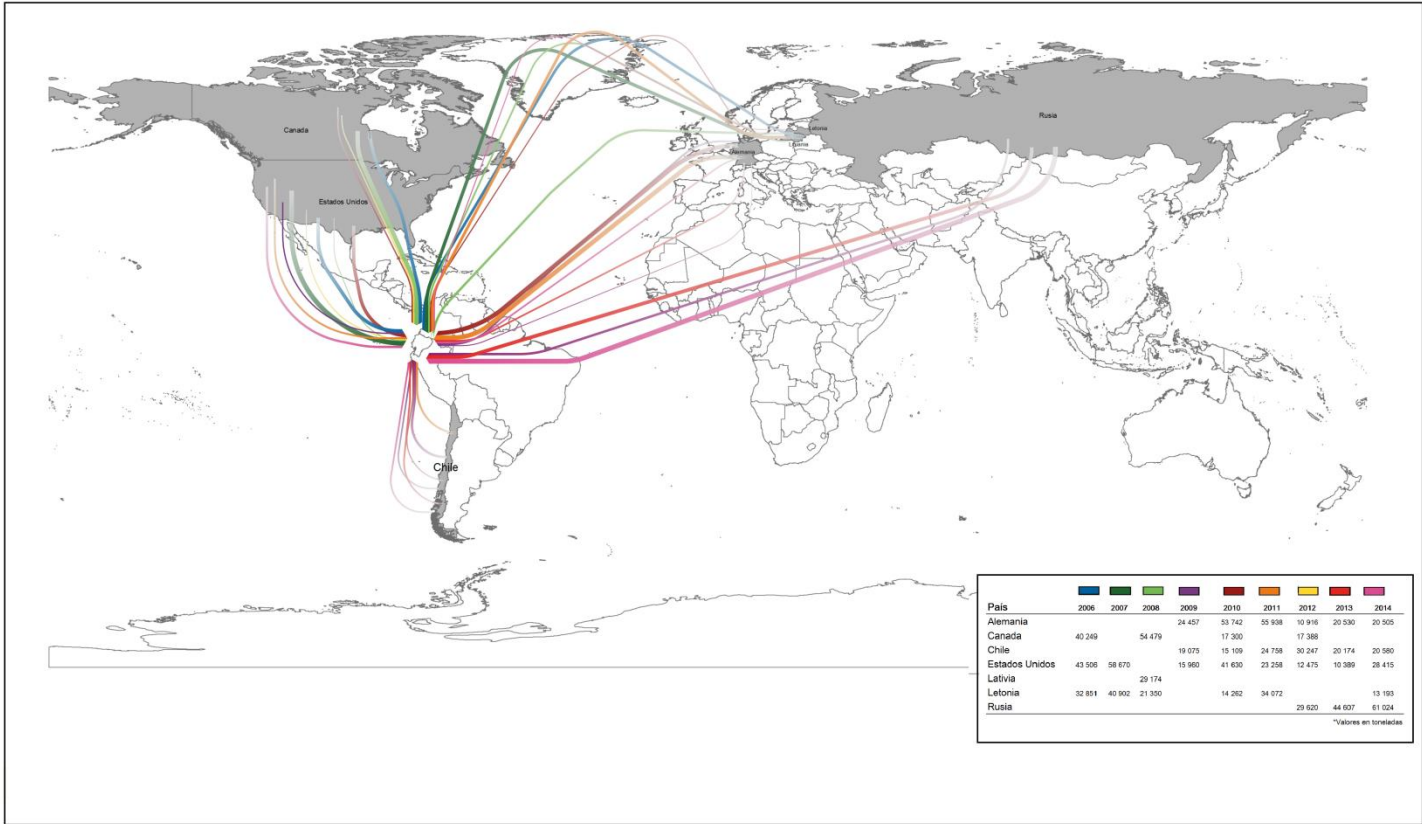 Canada
Rusia
Letonia
Lituania
Alemania
Estados Unidos
Chile
País 2006 2007 2008 2009 2010 2011 2012 2013 2014
Alemania 24 457 53 742 55 938 10 916 20 530 20 505
Canada 40 249 54 479 17 300 17 388
Chile 19 075 15 109 24 758 30 247 20 174 20 580
Estados Unidos 43 506 58 670 15 960 41 630 23 258 12 475 10 389 28 415
Lativia 29 174
Letonia 32 851 40 902 21 350 14 262 34 072 13 193
Rusia 29 620 44 607 61 024
*Valores en toneladas